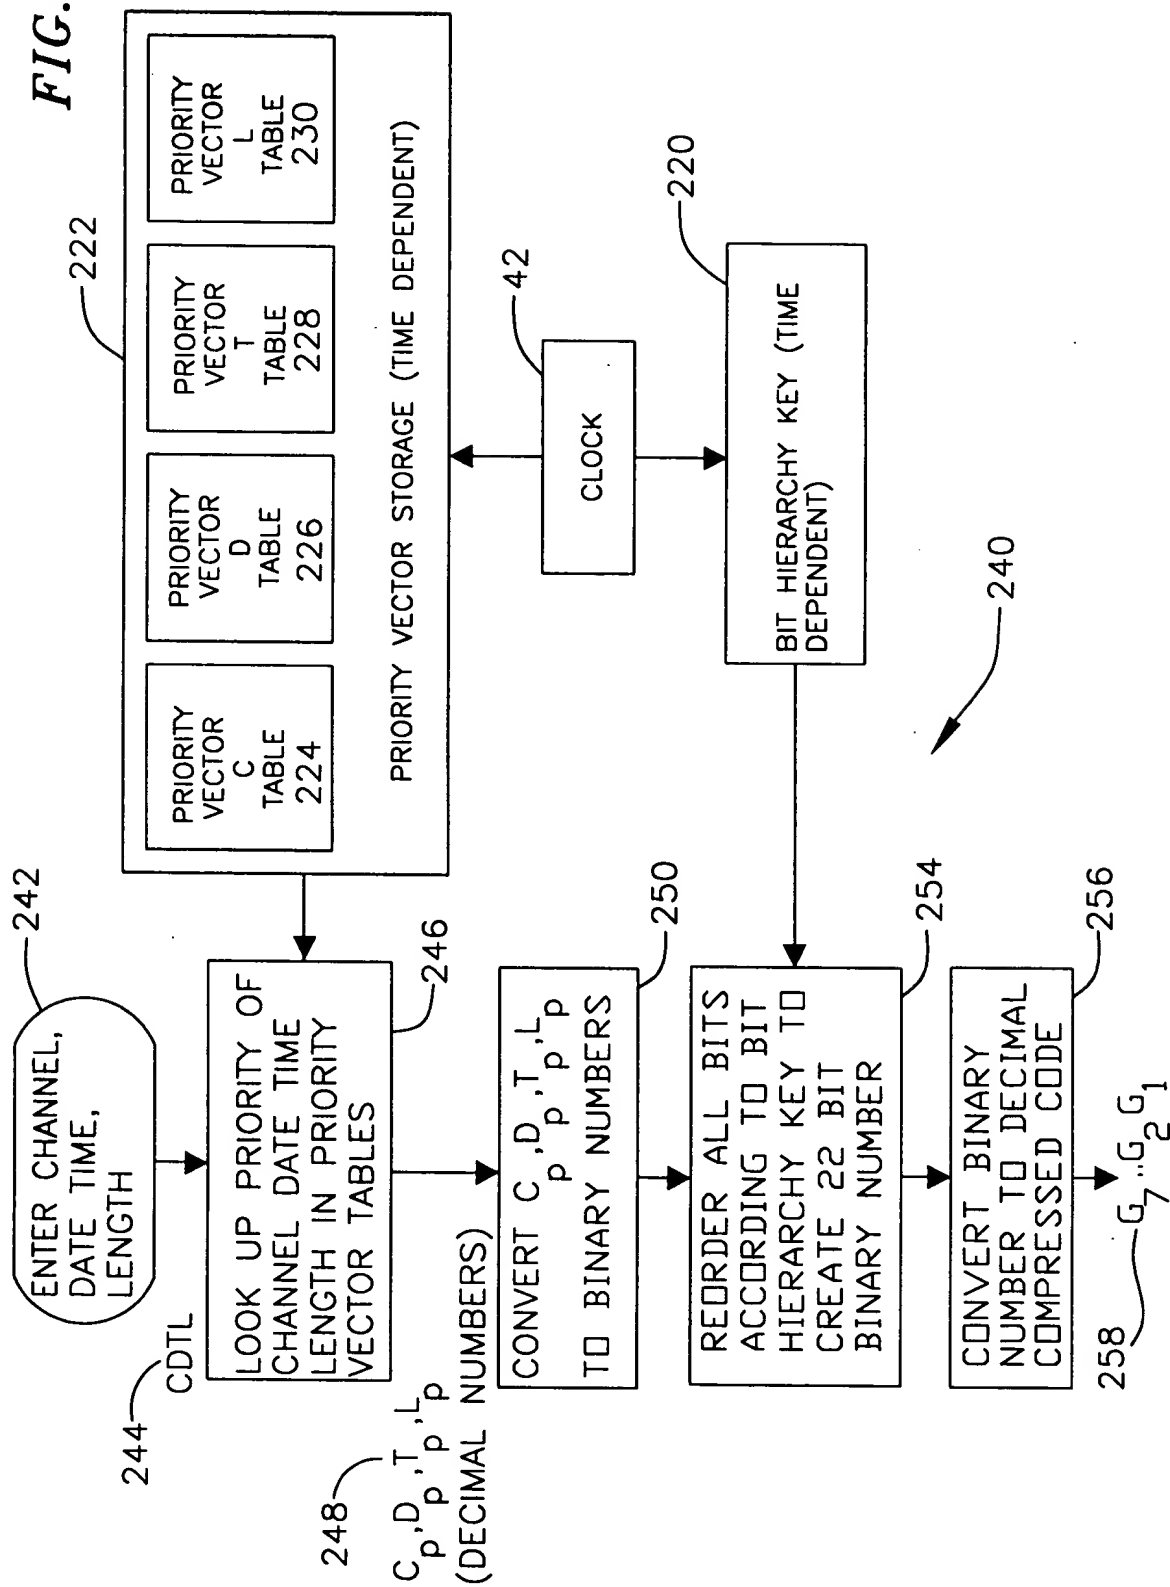 FIG.
222
PRIORITY
VECTOR
C
TABLE
224
PRIORITY
VECTOR
D
TABLE
226
PRIORITY
VECTOR
T
TABLE
228
PRIORITY
VECTOR
L
TABLE
230
PRIORITY VECTOR STORAGE (TIME DEPENDENT)
242
ENTER CHANNEL,
DATE TIME,
LENGTH
244
CDTL
LOOK UP PRIORITY OF
CHANNEL DATE TIME
LENGTH IN PRIORITY
VECTOR TABLES
246
248
Cp,Dp,Tp,Lp
(DECIMAL NUMBERS)
42
CLOCK
CONVERT Cp,Dp,Tp,Lp
TO BINARY NUMBERS
250
220
BIT HIERARCHY KEY (TIME
DEPENDENT)
REORDER ALL BITS
ACCORDING TO BIT
HIERARCHY KEY TO
CREATE 22 BIT
BINARY NUMBER
254
240
CONVERT BINARY
NUMBER TO DECIMAL
COMPRESSED CODE
256
258
G7..G2G1